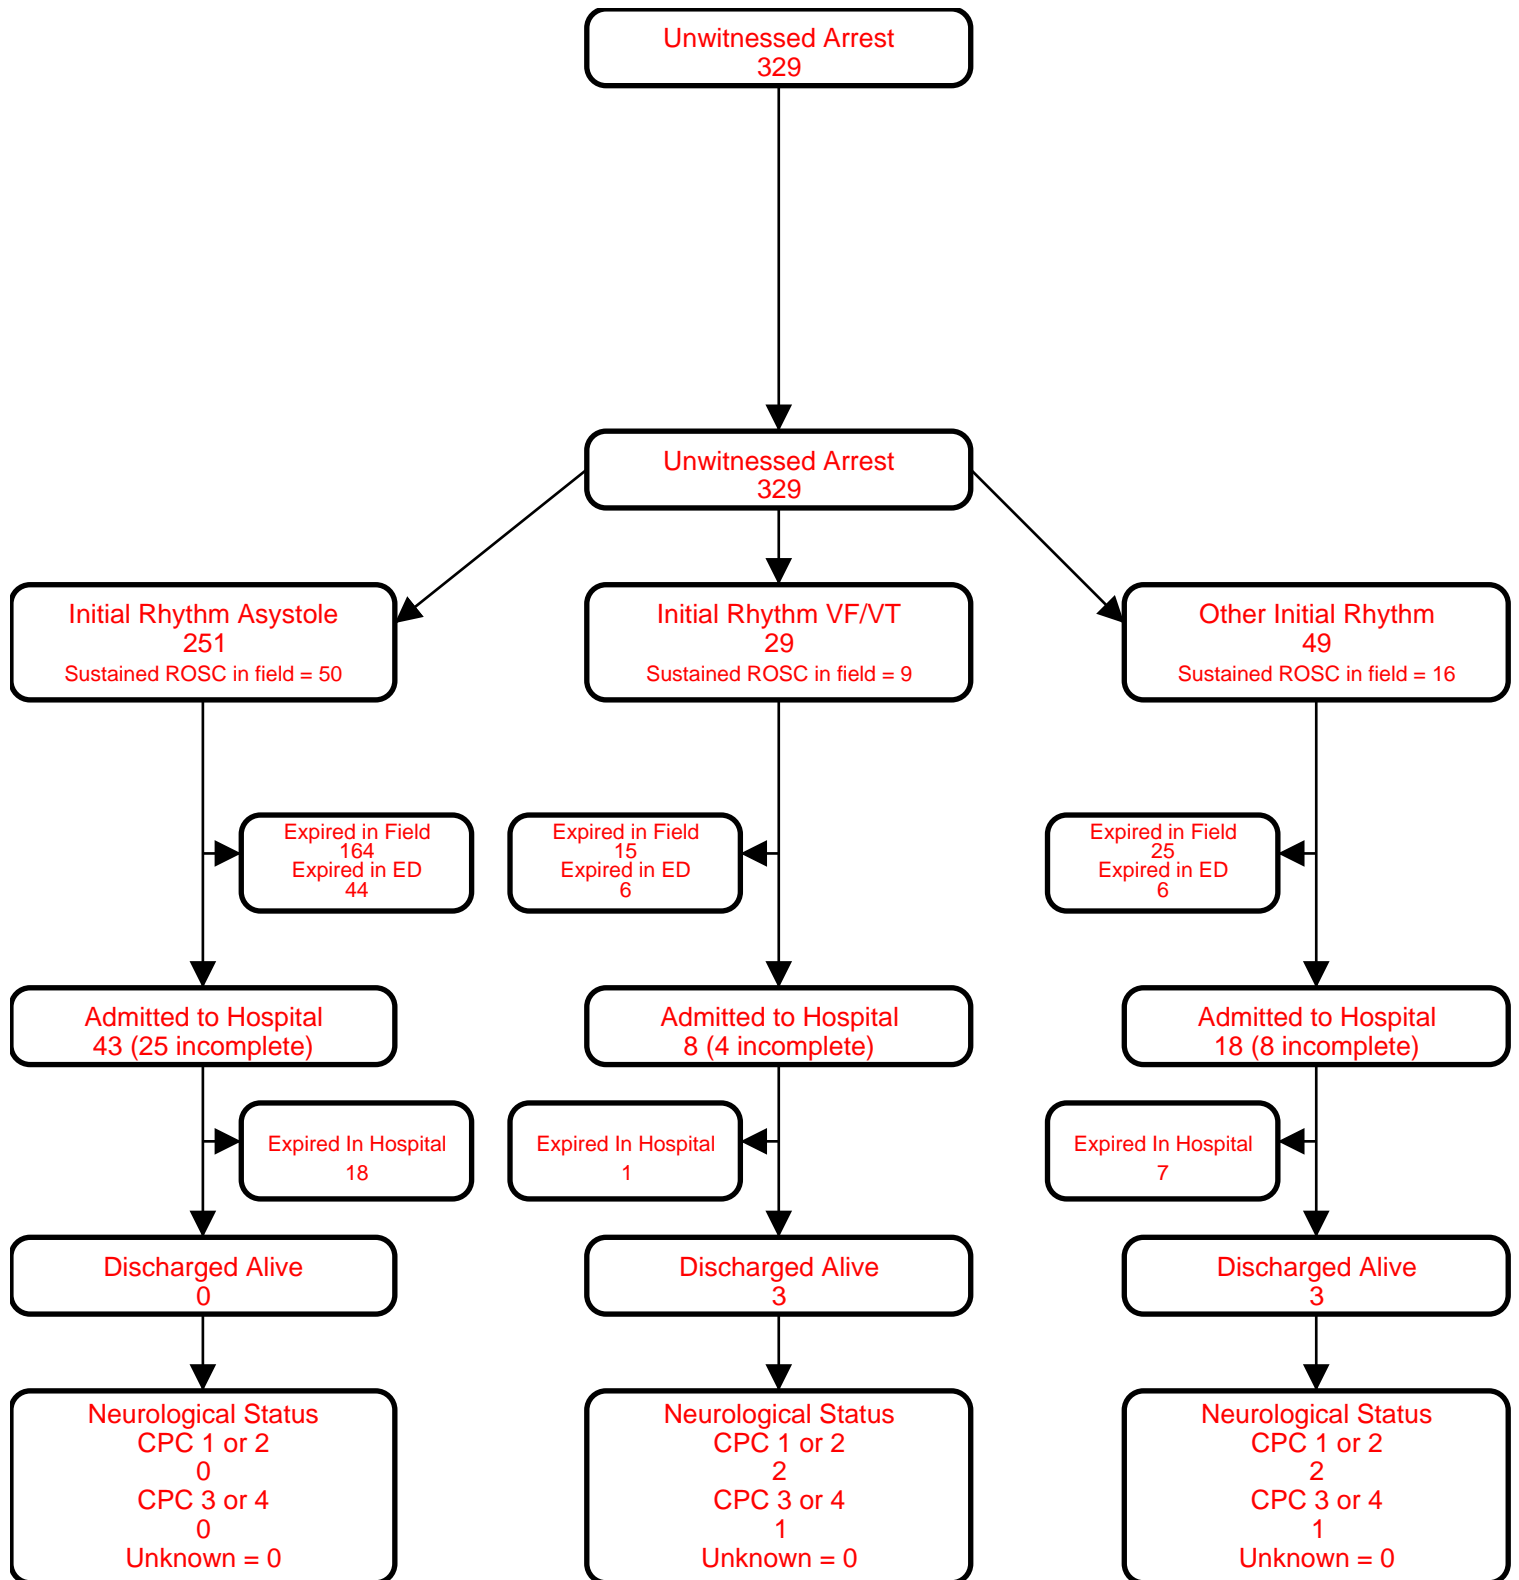 Unwitnessed Arrest
329
Unwitnessed Arrest
329
Initial Rhythm Asystole
251
Sustained ROSC in field = 50
Initial Rhythm VF/VT
29
Sustained ROSC in field = 9
Other Initial Rhythm
49
Sustained ROSC in field = 16
Expired in Field
164
Expired in ED
44
Expired in Field
15
Expired in ED
6
Expired in Field
25
Expired in ED
6
Admitted to Hospital
43 (25 incomplete)
Admitted to Hospital
8 (4 incomplete)
Admitted to Hospital
18 (8 incomplete)
Expired In Hospital
18
Expired In Hospital
1
Expired In Hospital
7
Discharged Alive
0
Discharged Alive
3
Discharged Alive
3
Neurological Status
CPC 1 or 2
0
CPC 3 or 4
0
Unknown = 0
Neurological Status
CPC 1 or 2
2
CPC 3 or 4
1
Unknown = 0
Neurological Status
CPC 1 or 2
2
CPC 3 or 4
1
Unknown = 0